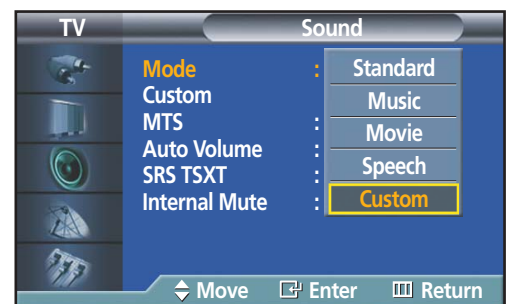 TV Sound
Mode : Standard
Custom Music
MTS : Movie
Auto Volume :
SRS TSXT : Speech
Internal Mute : Custom
Move Enter Return